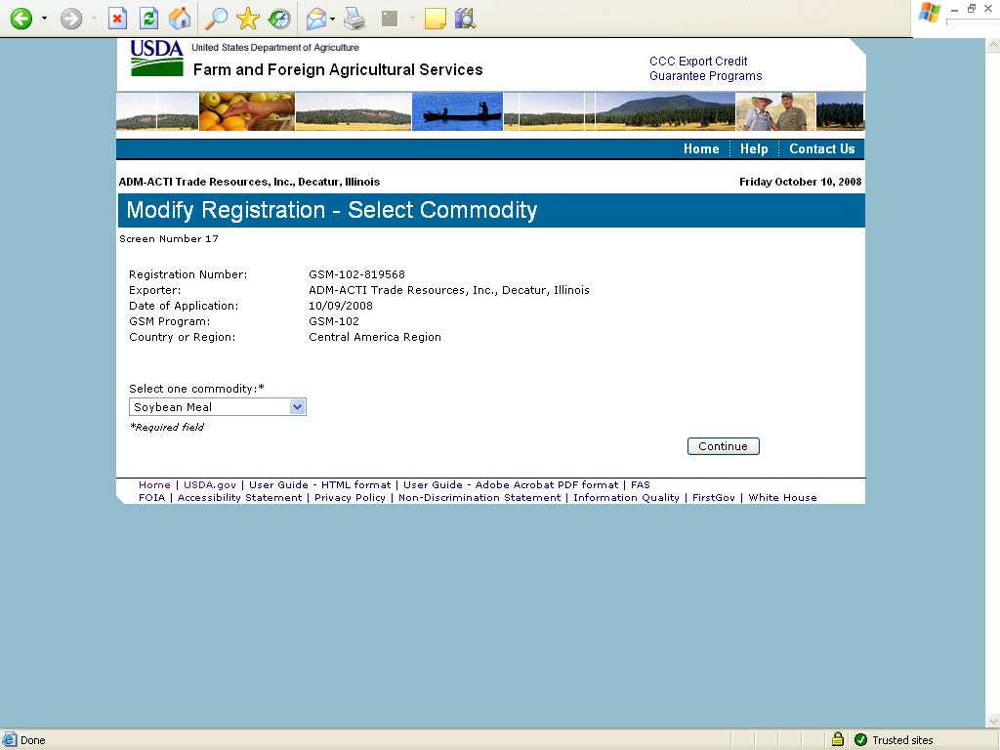 USDA United States Department of Agriculture
Farm and Foreign Agricultural Services
CCC Export Credit
Guarantee Programs
Home Help Contact Us
ADM-ACTI Trade Resources, Inc., Decatur, Illinois Friday October 10, 2008
Modify Registration - Select Commodity
Screen Number 17
Registration Number: GSM-102-819568
Exporter: ADM-ACTI Trade Resources, Inc., Decatur, Illinois
Date of Application: 10/09/2008
GSM Program: GSM-102
Country or Region: Central America Region
Select one commodity:*
Soybean Meal
*Required field
Continue
Home | USDA.gov | User Guide - HTML format | User Guide - Adobe Acrobat PDF format | FAS
FOIA | Accessibility Statement | Privacy Policy | Non-Discrimination Statement | Information Quality | FirstGov | White House
Done Trusted sites